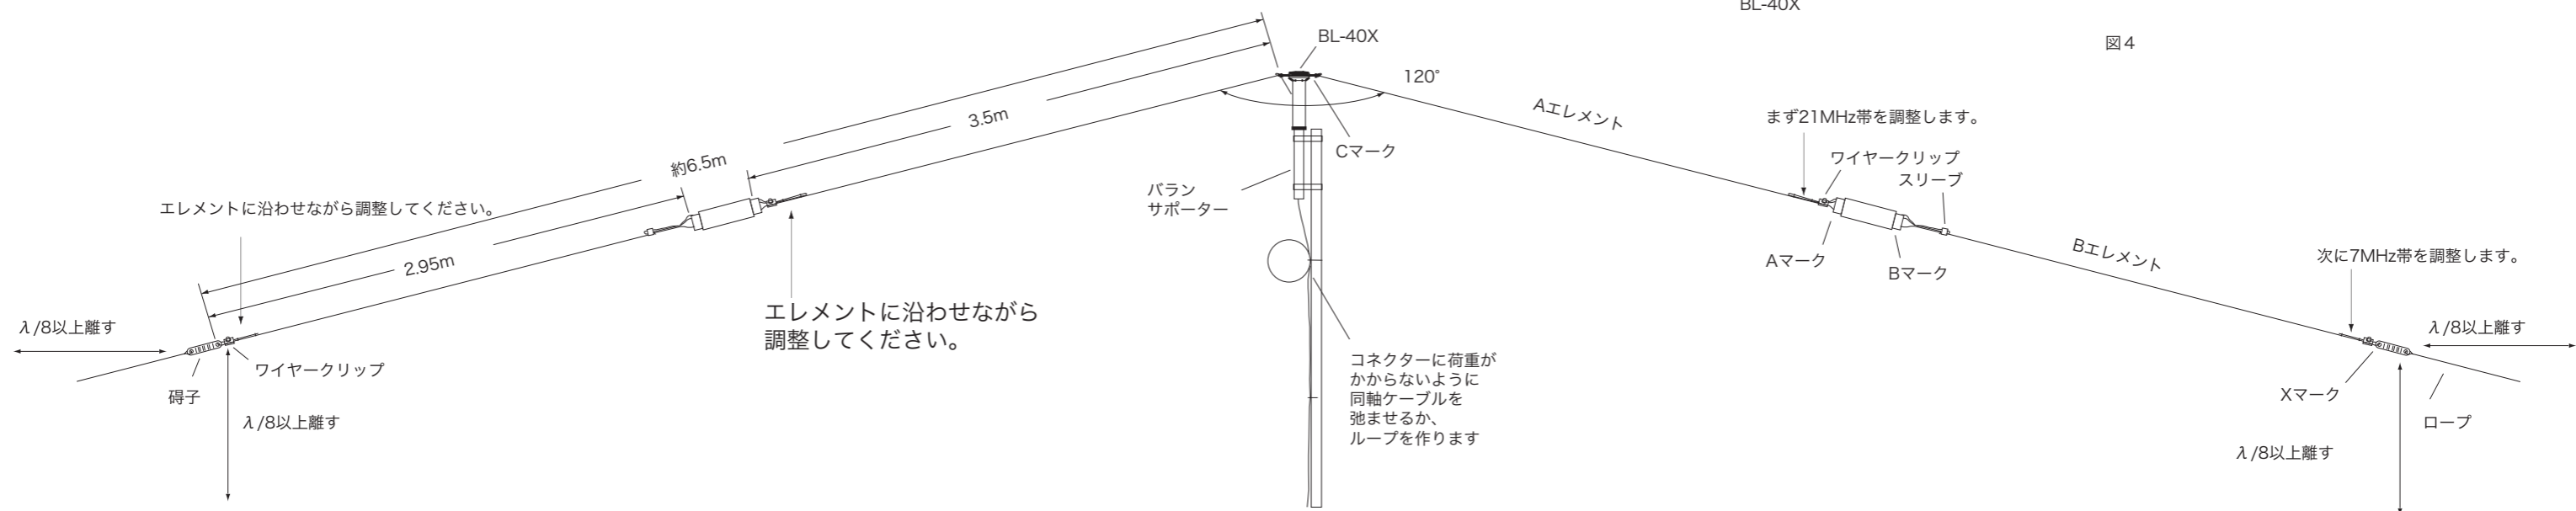 BL-40X
図4
BL-40X
120°
3.5m
Aエレメント
まず21MHz帯を調整します。
ワイヤークリップ
スリーブ
Cマーク
約6.5m
バラン
サポーター
エレメントに沿わせながら調整してください。
2.95m
Aマーク
Bマーク
Bエレメント
次に7MHz帯を調整します。
エレメントに沿わせながら
調整してください。
λ/8以上離す
λ/8以上離す
ワイヤークリップ
碍子
λ/8以上離す
コネクターに荷重が
かからないように
同軸ケーブルを
弛ませるか、
ループを作ります
Xマーク
ロープ
λ/8以上離す